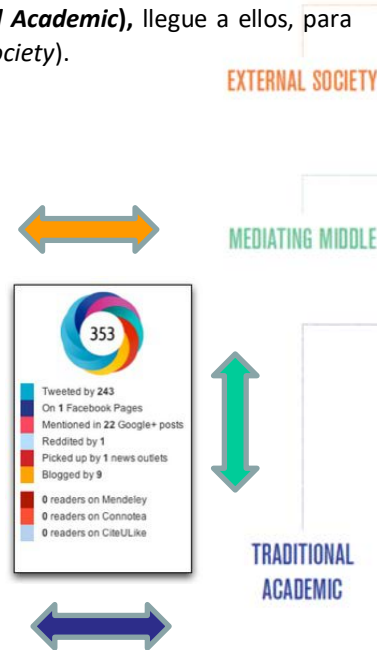 l Academic), llegue a ellos, para
ociety).
EXTERNAL SOCIETY
MEDIATING MIDDLE
353
Tweeted by 243
On 1 Facebook Pages
Mentioned in 22 Google+ posts
Reddited by 1
Picked up by 1 news outlets
Blogged by 9
0 readers on Mendeley
0 readers on Connotea
0 readers on CiteULike
TRADITIONAL
ACADEMIC